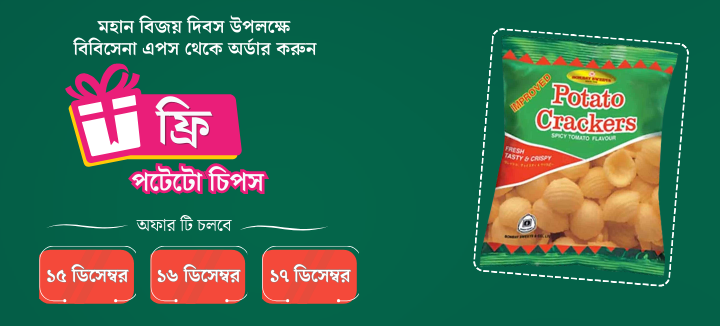 মহান বিজয় দিবস উপলক্ষে
বিবিসেনা এপস থেকে অর্ডার করুন
ফ্রি
পটেটো চিপস
অফার টি চলবে
১৫ ডিসেম্বর
১৬ ডিসেম্বর
১৭ ডিসেম্বর
IMPROVED
Potato
Crackers
SPICY TOMATO FLAVOUR
FRESH
TASTY & CRISPY